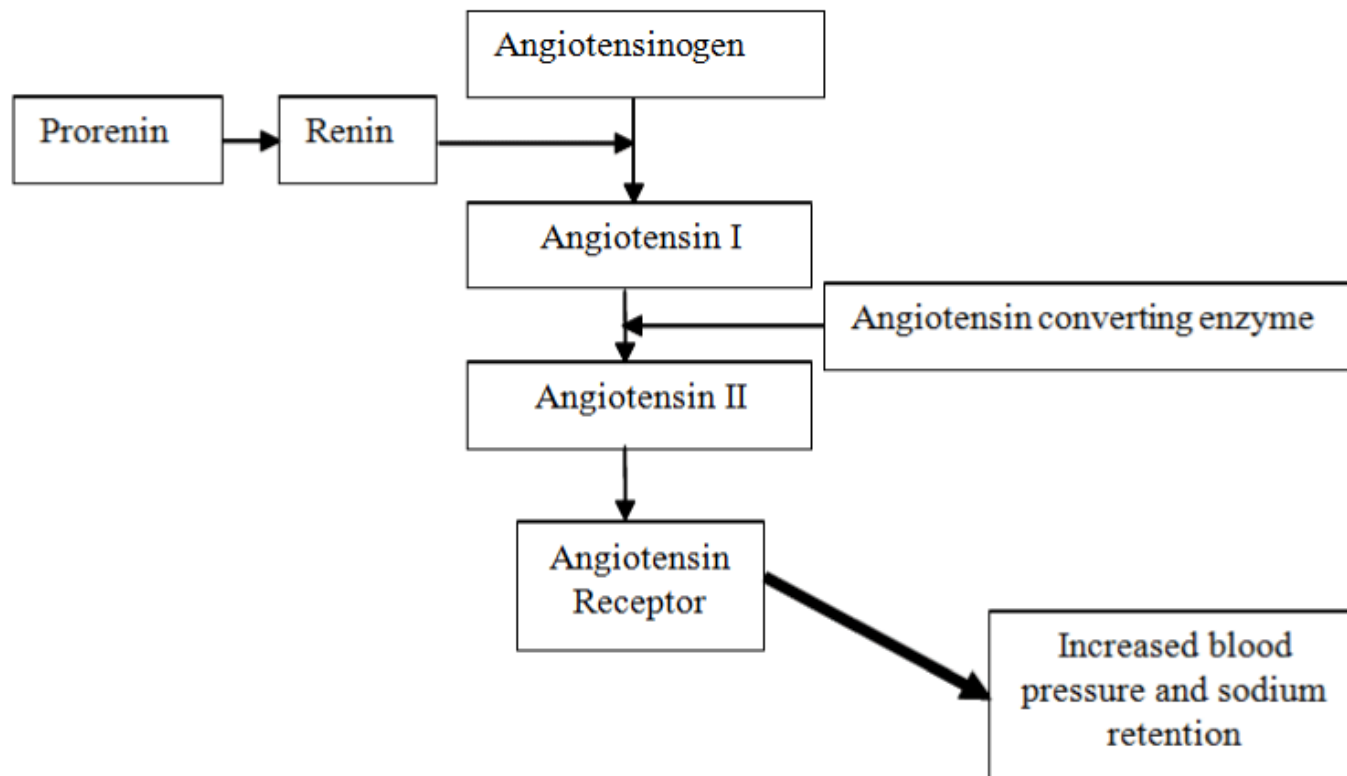 Angiotensinogen
Prorenin
Renin
Angiotensin I
Angiotensin converting enzyme
Angiotensin II
Angiotensin
Receptor
Increased blood
pressure and sodium
retention